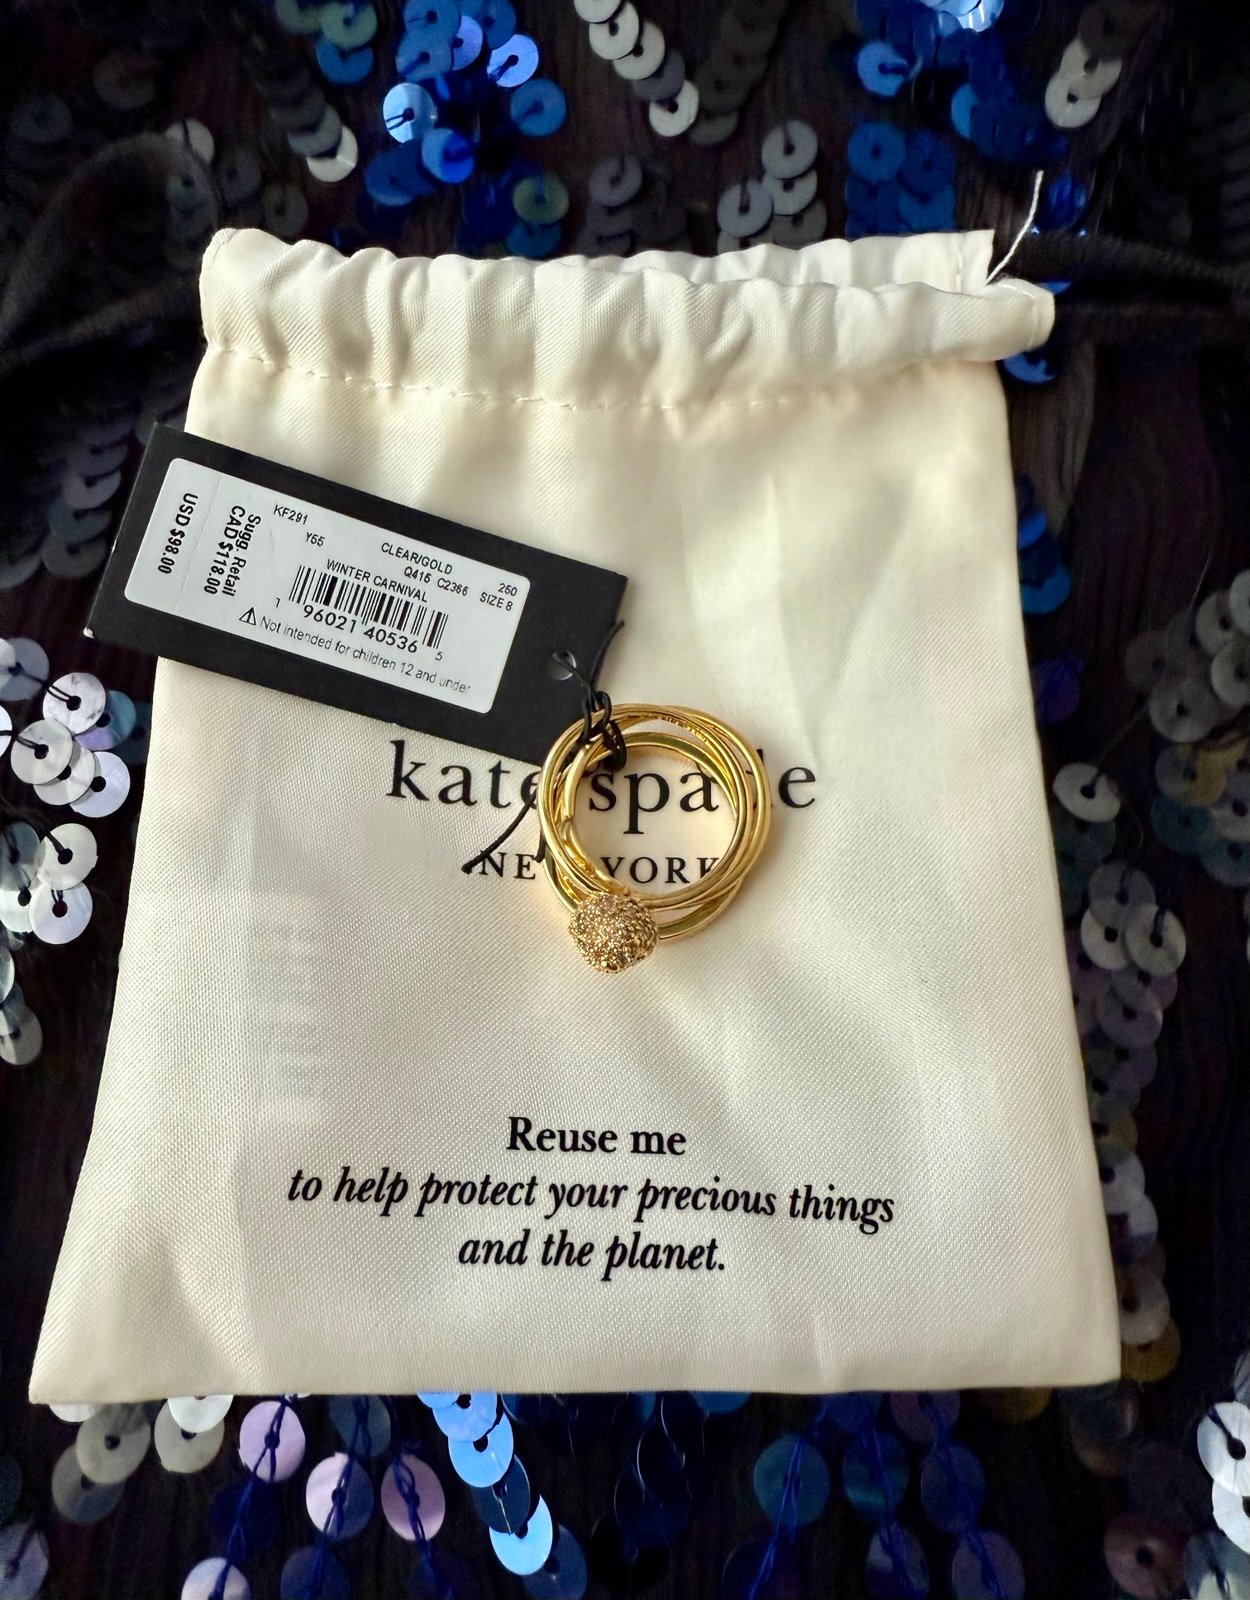 KF291
Y55
CLEAR/GOLD
250
Q415 C2366
SIZE 8
WINTER CARNIVAL
1 96021 40536 5
⚠ Not intended for children 12 and under
Sugg. Retail
CAD $118.00
USD $98.00
kate spade
NEW YORK
Reuse me
to help protect your precious things
and the planet.